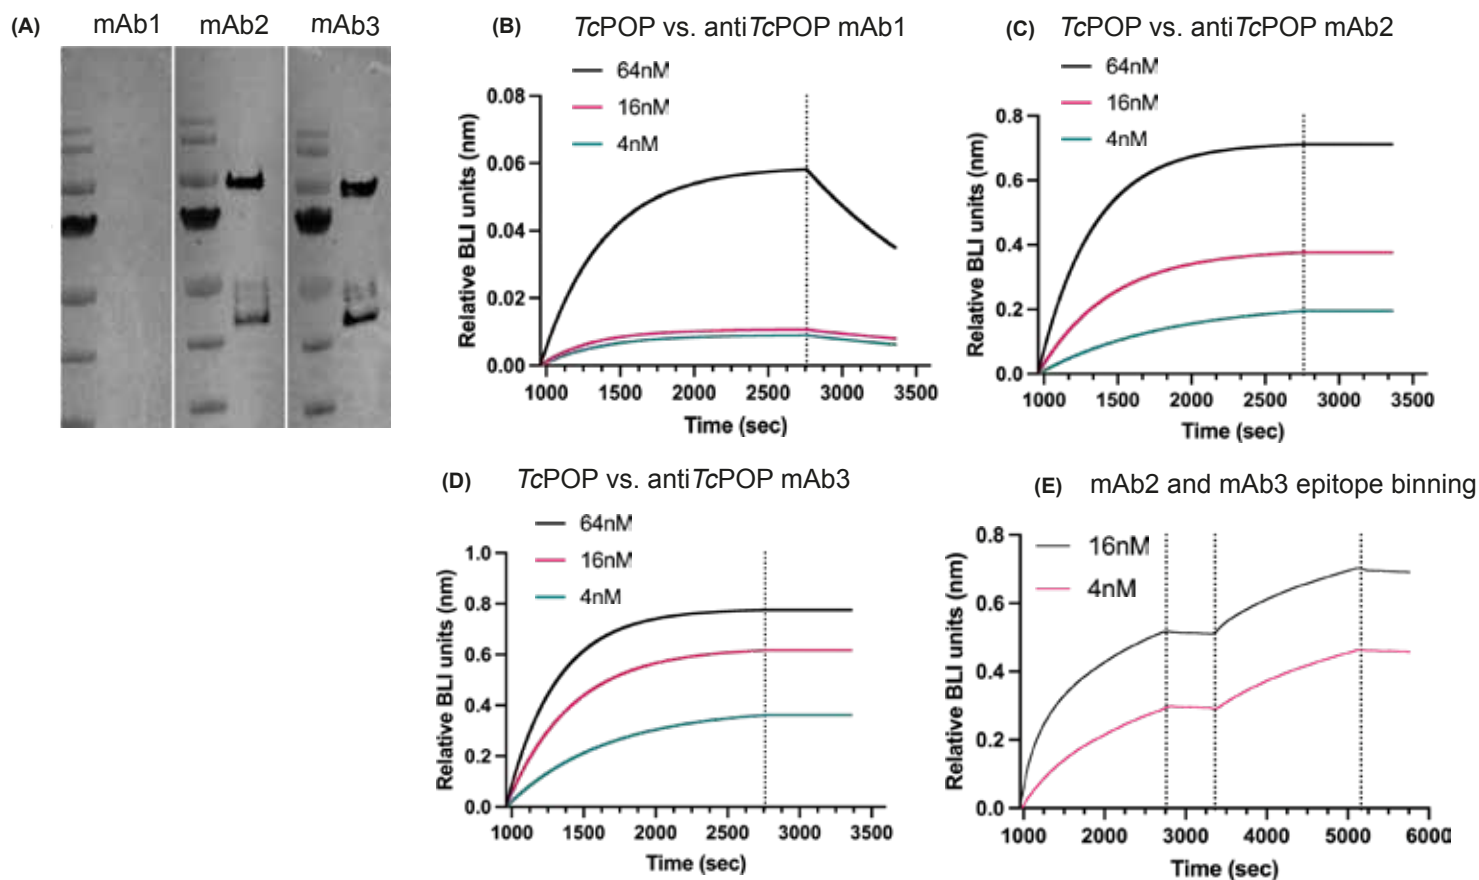 (A) mAb1 mAb2 mAb3
(B) TcPOP vs. antiTcPOP mAb1
64nM
16nM
4nM
0.08
0.06
0.04
0.02
0.00
Relative BLI units (nm)
1000 1500 2000 2500 3000 3500
Time (sec)
(C) TcPOP vs. antiTcPOP mAb2
64nM
16nM
4nM
0.8
0.6
0.4
0.2
0.0
Relative BLI units (nm)
1000 1500 2000 2500 3000 3500
Time (sec)
(D) TcPOP vs. antiTcPOP mAb3
64nM
16nM
4nM
1.0
0.8
0.6
0.4
0.2
0.0
Relative BLI units (nm)
1000 1500 2000 2500 3000 3500
Time (sec)
(E) mAb2 and mAb3 epitope binning
16nM
4nM
0.8
0.6
0.4
0.2
0.0
Relative BLI units (nm)
1000 2000 3000 4000 5000 6000
Time (sec)